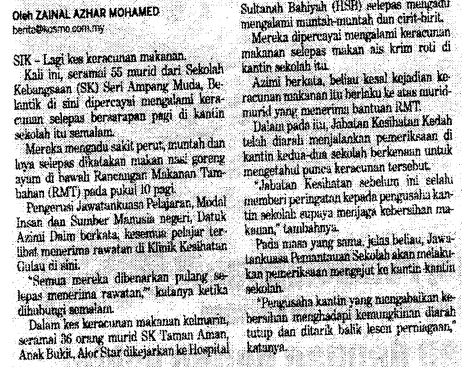 Oleh ZAINAL AZHAR MOHAMED
berita@kosmo.com.my
SIK – Lagi kes keracunan makanan.
Kali ini, seramai 55 murid dari Sekolah
Kebangsaan (SK) Seri Ampang Muda, Be-
lantik di sini dipercayai mengalami kera-
cunan selepas bersarapan pagi di kantin
sekolah itu semalam.
Mereka mengadu sakit perut, muntah dan
loya selepas dikatakan makan nasi goreng
ayam di bawah Rancangan Makanan Tam-
bahan (RMT) pada pukul 10 pagi.
Pengerusi Jawatankuasa Pelajaran, Modal
Insan dan Sumber Manusia negeri, Datuk
Azimi Daim berkata, kesemua pelajar ter-
libat menerima rawatan di Klinik Kesihatan
Gulau di sini.
"Semua mereka dibenarkan pulang se-
lepas menerima rawatan," katanya ketika
dihubungi semalam.
Dalam kes keracunan makanan kelmarin,
seramai 36 orang murid SK Taman Aman,
Anak Bukit, Alor Star dikejarkan ke Hospital
Sultanah Bahiyah (HSB) selepas mengadu
mengalami muntah-muntah dan cirit-birit.
Mereka dipercayai mengalami keracunan
makanan selepas makan ais krim roti di
kantin sekolah itu.
Azimi berkata, beliau kesal kejadian ke-
racunan makanan itu berlaku ke atas murid-
murid yang menerima bantuan RMT.
Dalam pada itu, Jabatan Kesihatan Kedah
telah diarah menjalankan pemeriksaan di
kantin kedua-dua sekolah berkenaan untuk
mengetahui punca keracunan tersebut.
"Jabatan Kesihatan sebelum ini selalu
memberi peringatan kepada pengusaha kan-
tin sekolah supaya menjaga kebersihan ma-
kanan," tambahnya.
Pada masa yang sama, jelas beliau, Jawa-
tankuasa Pemantauan Sekolah akan melaku-
kan pemeriksaan mengejut ke kantin-kantin
sekolah.
"Pengusaha kantin yang mengabaikan ke-
bersihan menghadapi kemungkinan diarah
tutup dan ditarik balik lesen perniagaan,"
katanya.